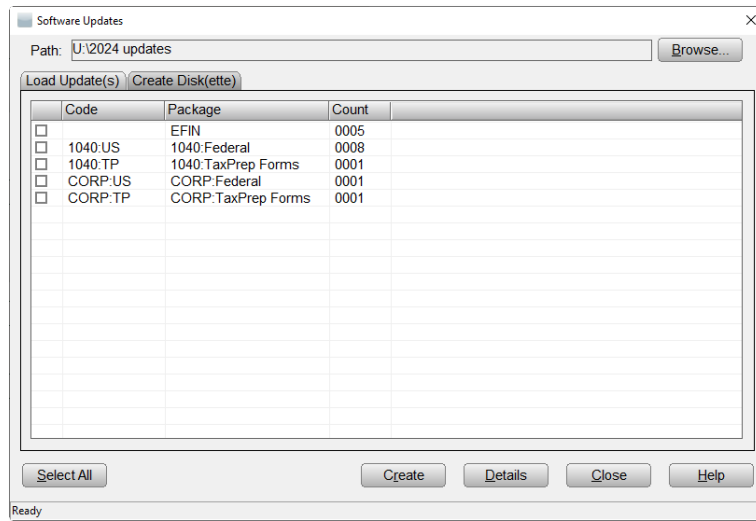 Software Updates
Path: U:\2024 updates Browse...
Load Update(s) Create Disk(ette)
Code Package Count
EFIN 0005
1040:US 1040:Federal 0008
1040:TP 1040:TaxPrep Forms 0001
CORP:US CORP:Federal 0001
CORP:TP CORP:TaxPrep Forms 0001
Select All Create Details Close Help
Ready